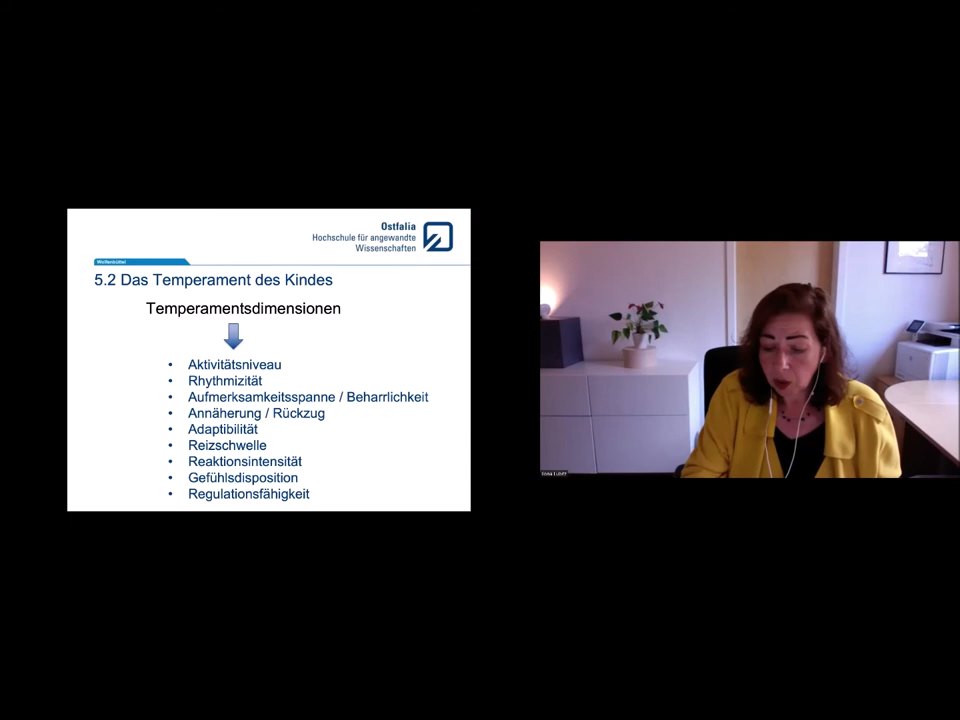 Ostfalia
Hochschule für angewandte
Wissenschaften
Wolfenbüttel
5.2 Das Temperament des Kindes
Temperamentsdimensionen
• Aktivitätsniveau
• Rhythmizität
• Aufmerksamkeitsspanne / Beharrlichkeit
• Annäherung / Rückzug
• Adaptibilität
• Reizschwelle
• Reaktionsintensität
• Gefühlsdisposition
• Regulationsfähigkeit